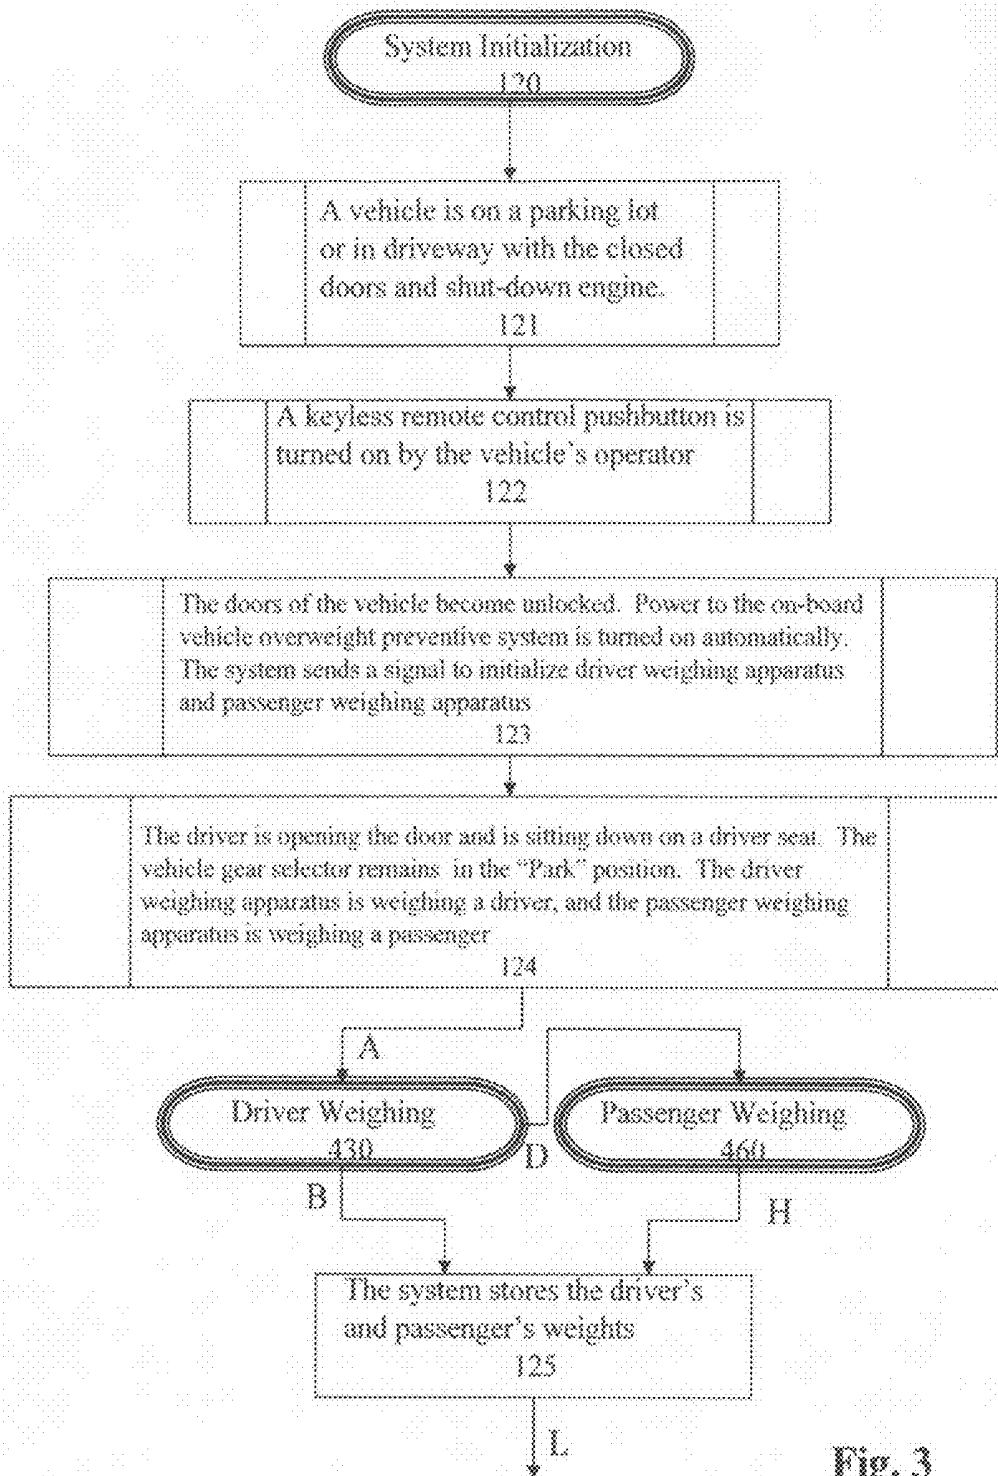 System Initialization
120
A vehicle is on a parking lot
or in driveway with the closed
doors and shut-down engine.
121
A keyless remote control pushbutton is
turned on by the vehicle's operator
122
The doors of the vehicle become unlocked. Power to the on-board
vehicle overweight preventive system is turned on automatically.
The system sends a signal to initialize driver weighing apparatus
and passenger weighing apparatus
123
The driver is opening the door and is sitting down on a driver seat. The
vehicle gear selector remains in the "Park" position. The driver
weighing apparatus is weighing a driver, and the passenger weighing
apparatus is weighing a passenger
124
A
Driver Weighing
430
D
Passenger Weighing
460
B
H
The system stores the driver's
and passenger's weights
125
L
Fig. 3